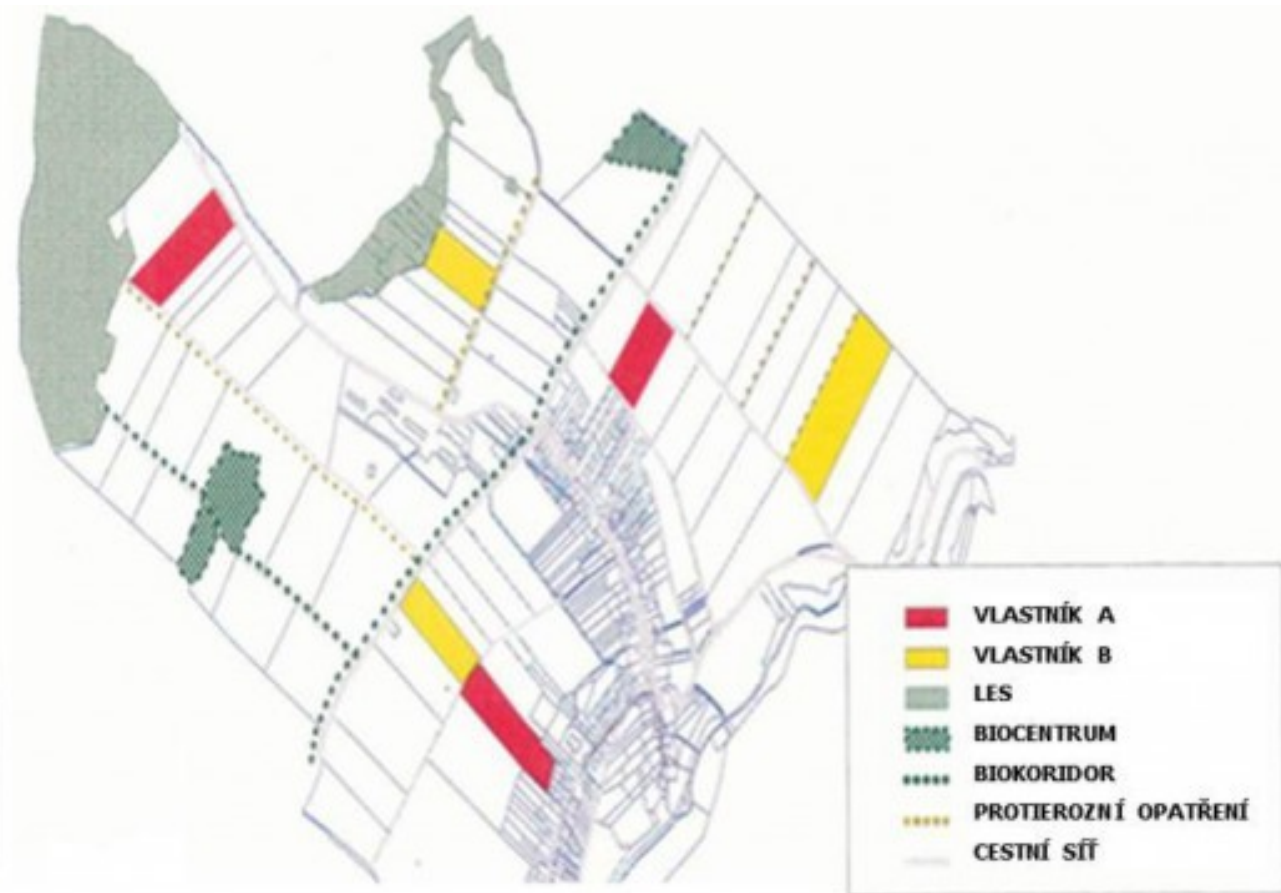 VLASTNÍK A
VLASTNÍK B
LES
BIOCENTRUM
BIOKORIDOR
PROTIEROZNÍ OPATŘENÍ
CESTNÍ SÍŤ